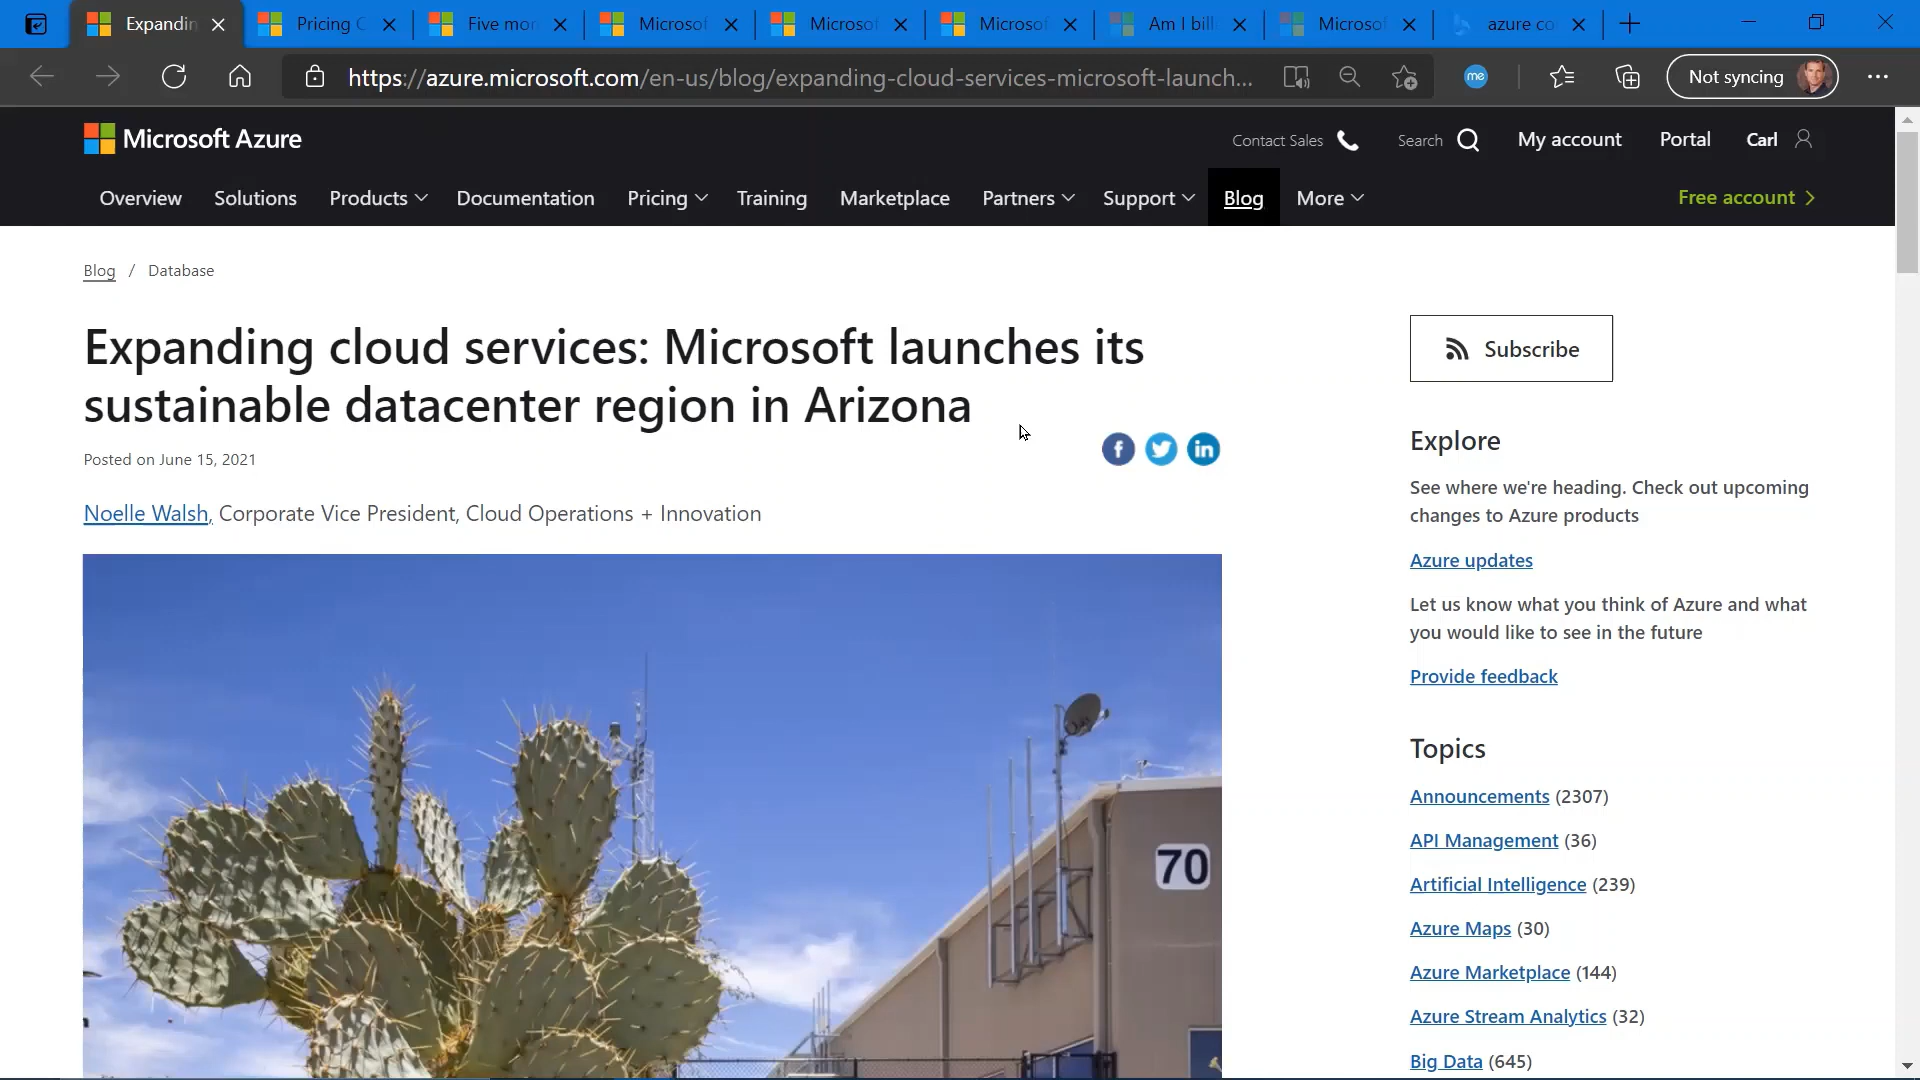 Expandin
Pricing C
Five mon
Microsof
Microsof
Microsof
Am I bill
Microsof
azure co
https://azure.microsoft.com/en-us/blog/expanding-cloud-services-microsoft-launch...
me
Not syncing
Microsoft Azure
Contact Sales
Search
My account
Portal
Carl
Overview
Solutions
Products
Documentation
Pricing
Training
Marketplace
Partners
Support
Blog
More
Free account
Blog / Database
Expanding cloud services: Microsoft launches its
sustainable datacenter region in Arizona
Posted on June 15, 2021
Noelle Walsh, Corporate Vice President, Cloud Operations + Innovation
70
Subscribe
Explore
See where we're heading. Check out upcoming
changes to Azure products
Azure updates
Let us know what you think of Azure and what
you would like to see in the future
Provide feedback
Topics
Announcements (2307)
API Management (36)
Artificial Intelligence (239)
Azure Maps (30)
Azure Marketplace (144)
Azure Stream Analytics (32)
Big Data (645)